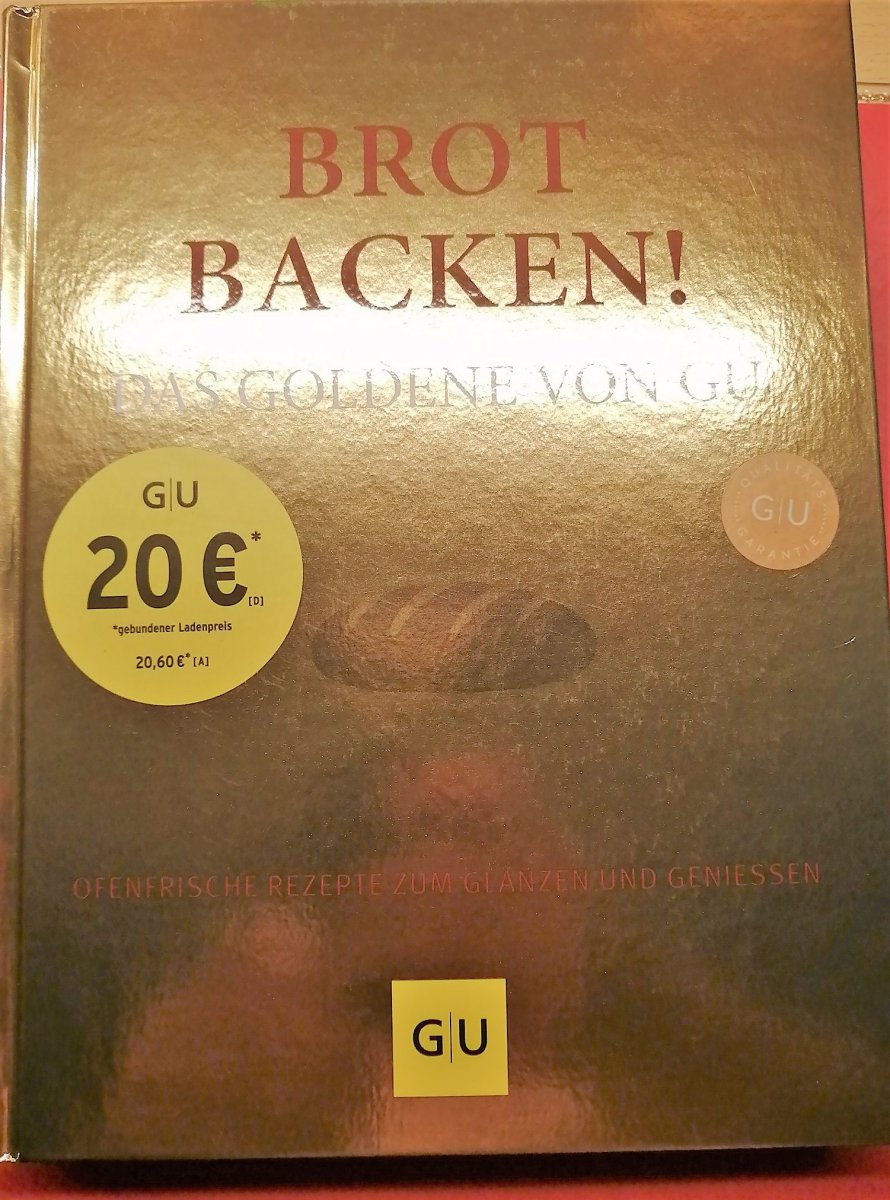 BROT
BACKEN!
DAS GOLDENE VON GU
G|U
20 €*
[D]
*gebundener Ladenpreis
20,60 €* [A]
QUALITÄTS
G|U
GARANTIE
OFENFRISCHE REZEPTE ZUM GLÄNZEN UND GENIESSEN
G|U